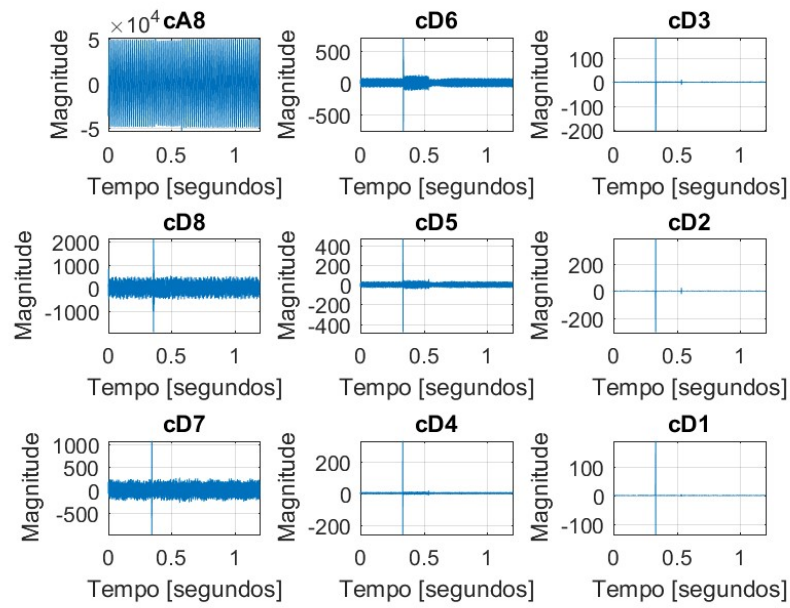 ×10⁴ cA8
5
0
-5
Magnitude
0 0.5 1
Tempo [segundos]
cD6
500
0
-500
Magnitude
0 0.5 1
Tempo [segundos]
cD3
100
0
-100
-200
Magnitude
0 0.5 1
Tempo [segundos]
cD8
2000
1000
0
-1000
Magnitude
0 0.5 1
Tempo [segundos]
cD5
400
200
0
-200
-400
Magnitude
0 0.5 1
Tempo [segundos]
cD2
200
0
-200
Magnitude
0 0.5 1
Tempo [segundos]
cD7
1000
500
0
-500
Magnitude
0 0.5 1
Tempo [segundos]
cD4
200
0
-200
Magnitude
0 0.5 1
Tempo [segundos]
cD1
100
0
-100
Magnitude
0 0.5 1
Tempo [segundos]